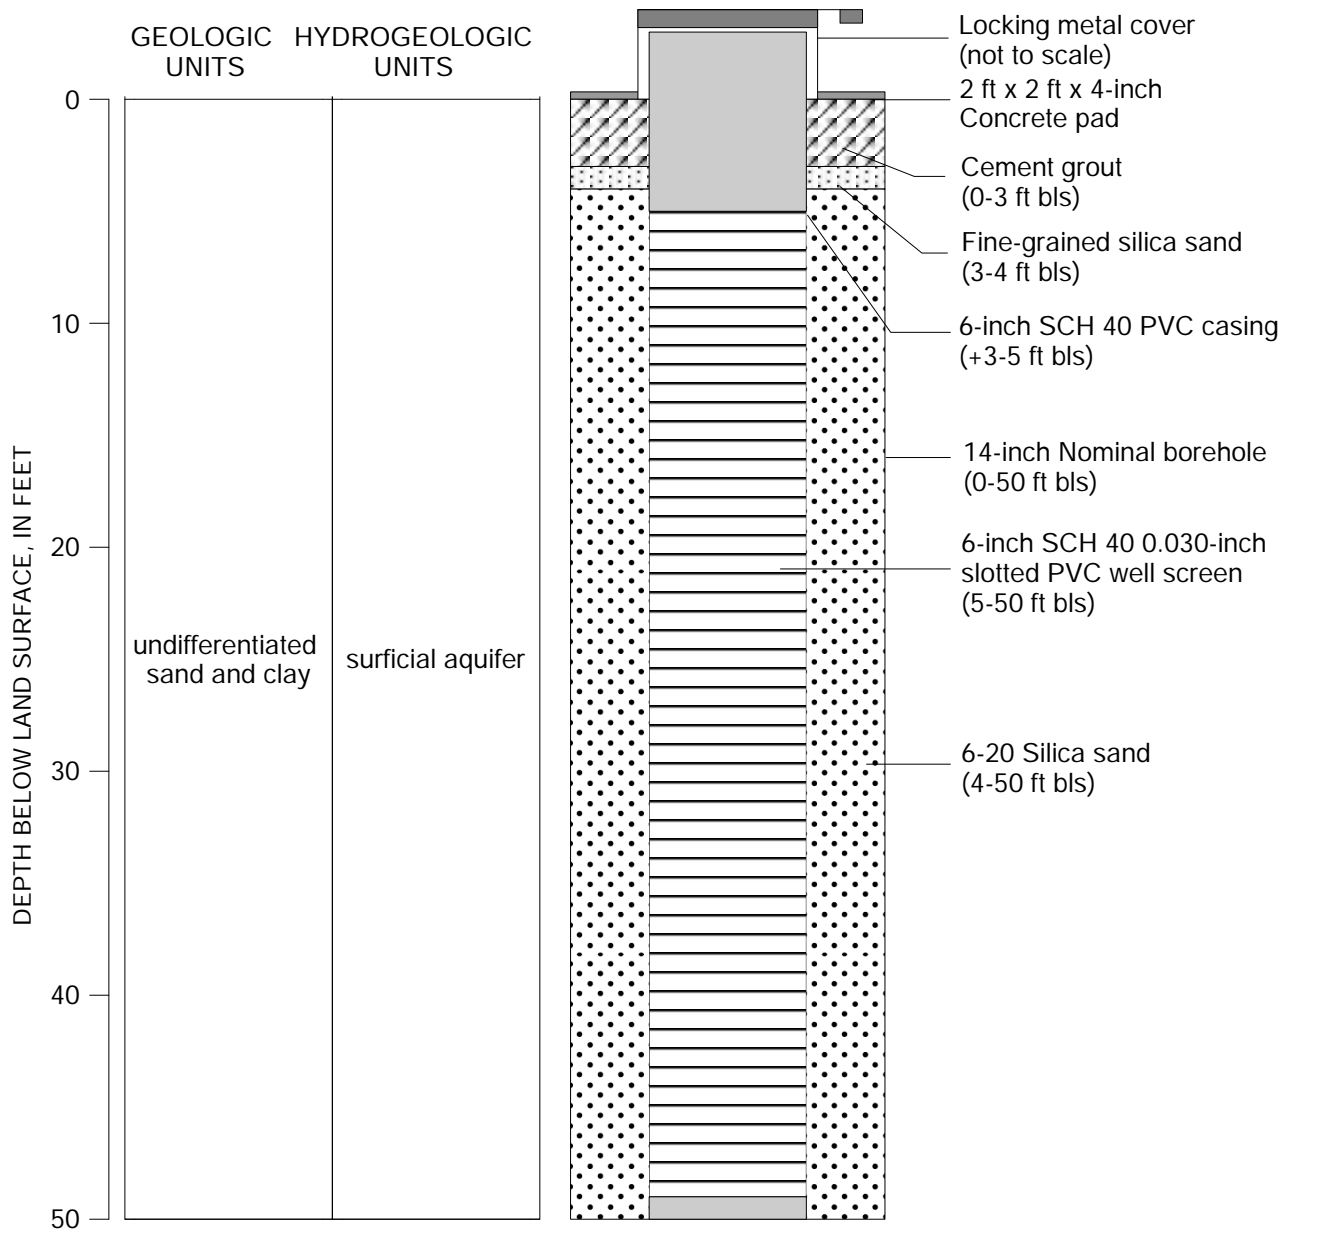 GEOLOGIC UNITS
HYDROGEOLOGIC UNITS
DEPTH BELOW LAND SURFACE, IN FEET
0
10
20
30
40
50
undifferentiated
sand and clay
surficial aquifer
Locking metal cover
(not to scale)
2 ft x 2 ft x 4-inch
Concrete pad
Cement grout
(0-3 ft bls)
Fine-grained silica sand
(3-4 ft bls)
6-inch SCH 40 PVC casing
(+3-5 ft bls)
14-inch Nominal borehole
(0-50 ft bls)
6-inch SCH 40 0.030-inch
slotted PVC well screen
(5-50 ft bls)
6-20 Silica sand
(4-50 ft bls)